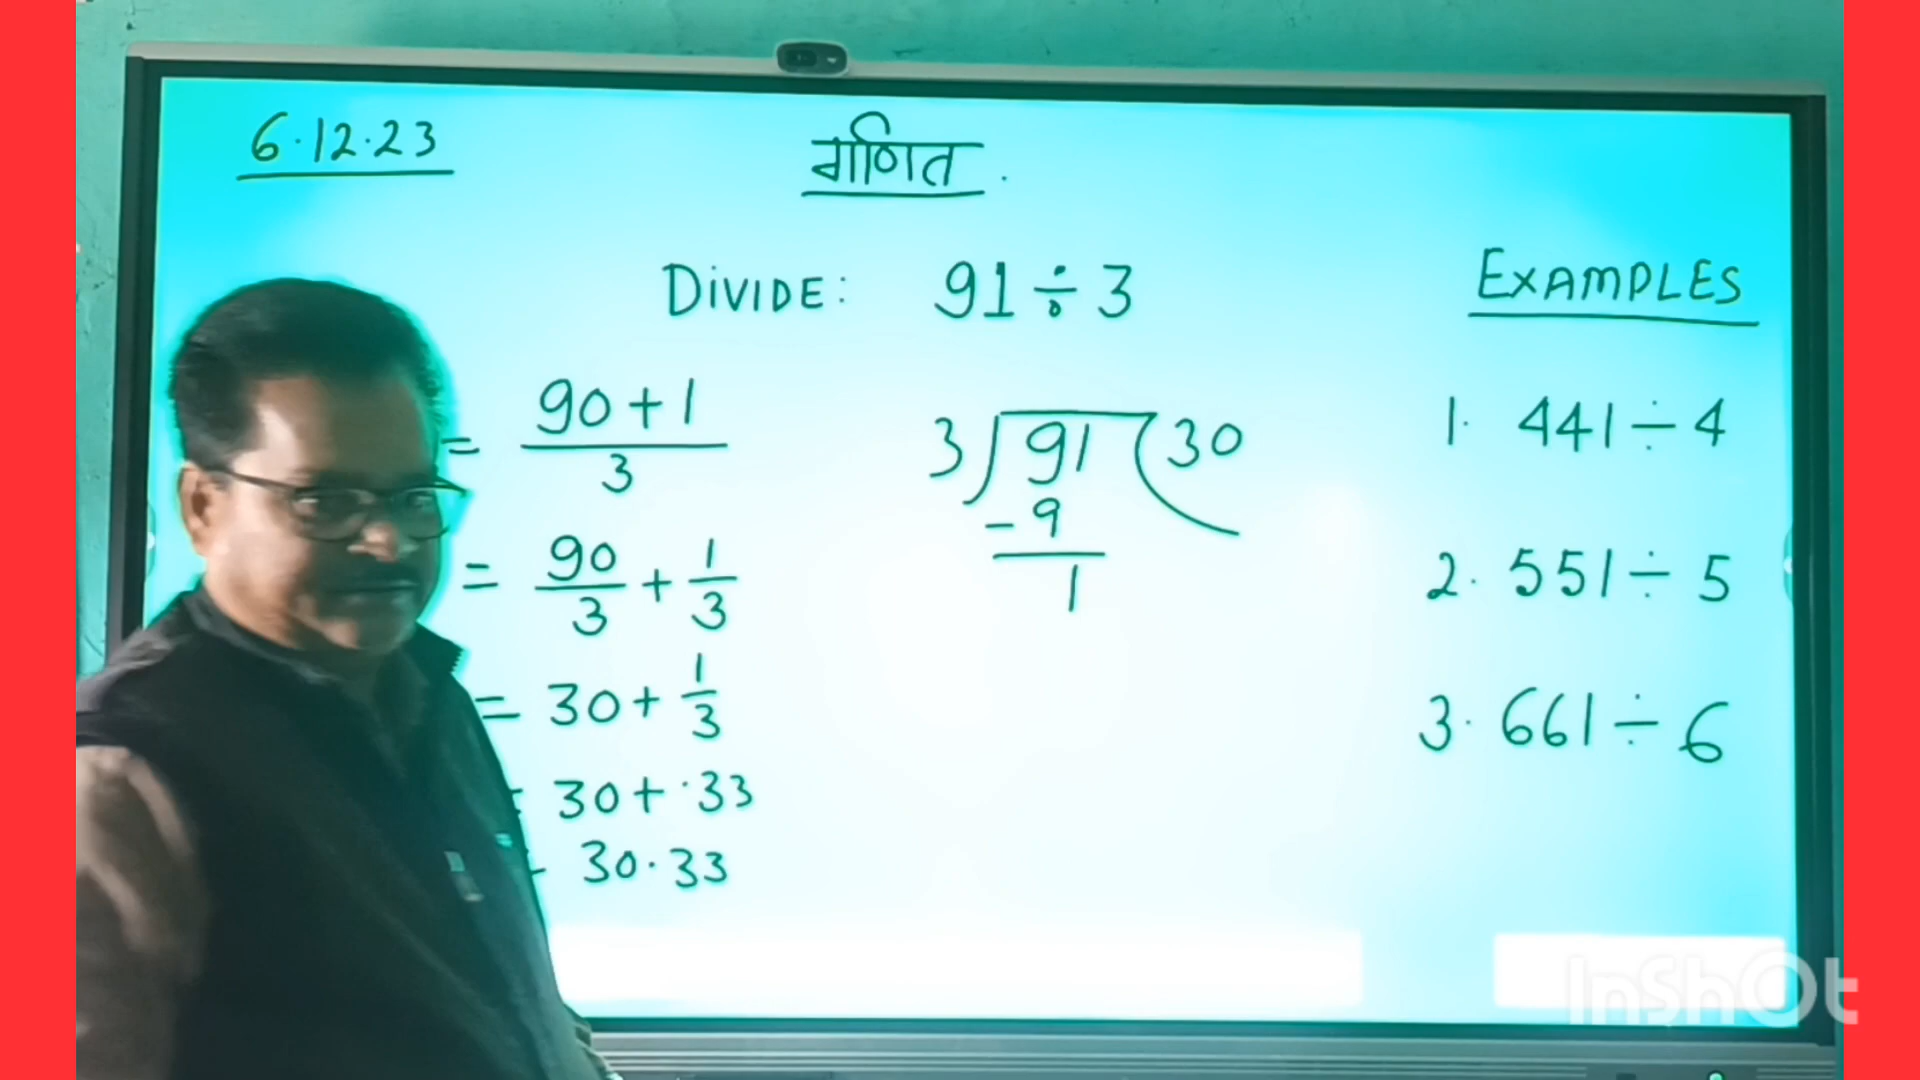 6.12.23
गणित.
DiViDE: 91÷3
= 90+1
3
= 90/3 + 1/3
= 30+ 1/3
= 30+ .33
- 30.33
3 91 30
-9
1
EXAMPLES
1. 441÷4
2. 551÷5
3. 661÷6
InShOt